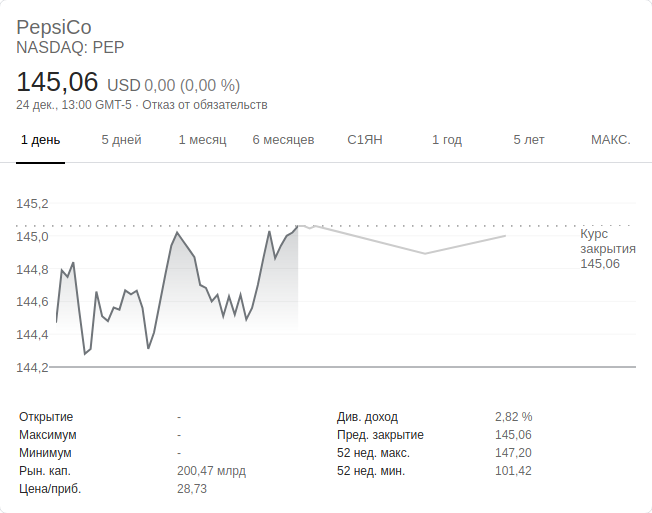 PepsiCo
NASDAQ: PEP
145,06 USD 0,00 (0,00 %)
24 дек., 13:00 GMT-5 · Отказ от обязательств
1 день 5 дней 1 месяц 6 месяцев С1ЯН 1 год 5 лет МАКС.
145,2
145,0
144,8
144,6
144,4
144,2
Курс
закрытия
145,06
Открытие - Див. доход 2,82 %
Максимум - Пред. закрытие 145,06
Минимум - 52 нед. макс. 147,20
Рын. кап. 200,47 млрд 52 нед. мин. 101,42
Цена/приб. 28,73